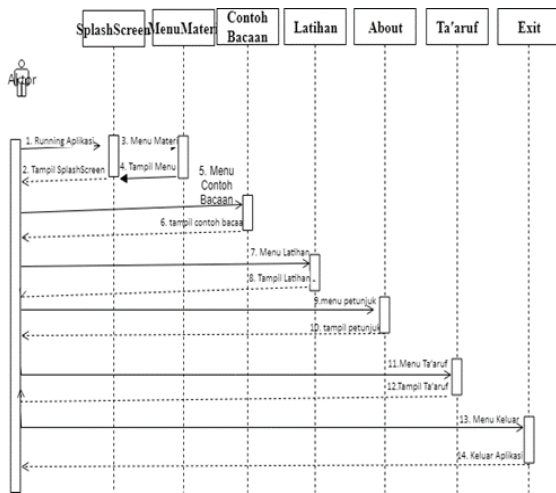 SplashScreen
MenuMateri
Contoh
Bacaan
Latihan
About
Ta'aruf
Exit
Aktor
1. Running Aplikasi
3. Menu Materi
2. Tampil SplashScreen
4. Tampil Menu
5. Menu
Contoh
Bacaan
6. tampil contoh bacaa
7. Menu Latihan
8. Tampil Latihan
9.menu petunjuk
10. tampil petunjuk
11.Menu Ta'aruf
12.Tampil Ta'aruf
13. Menu Keluar
14. Keluar Aplikasi